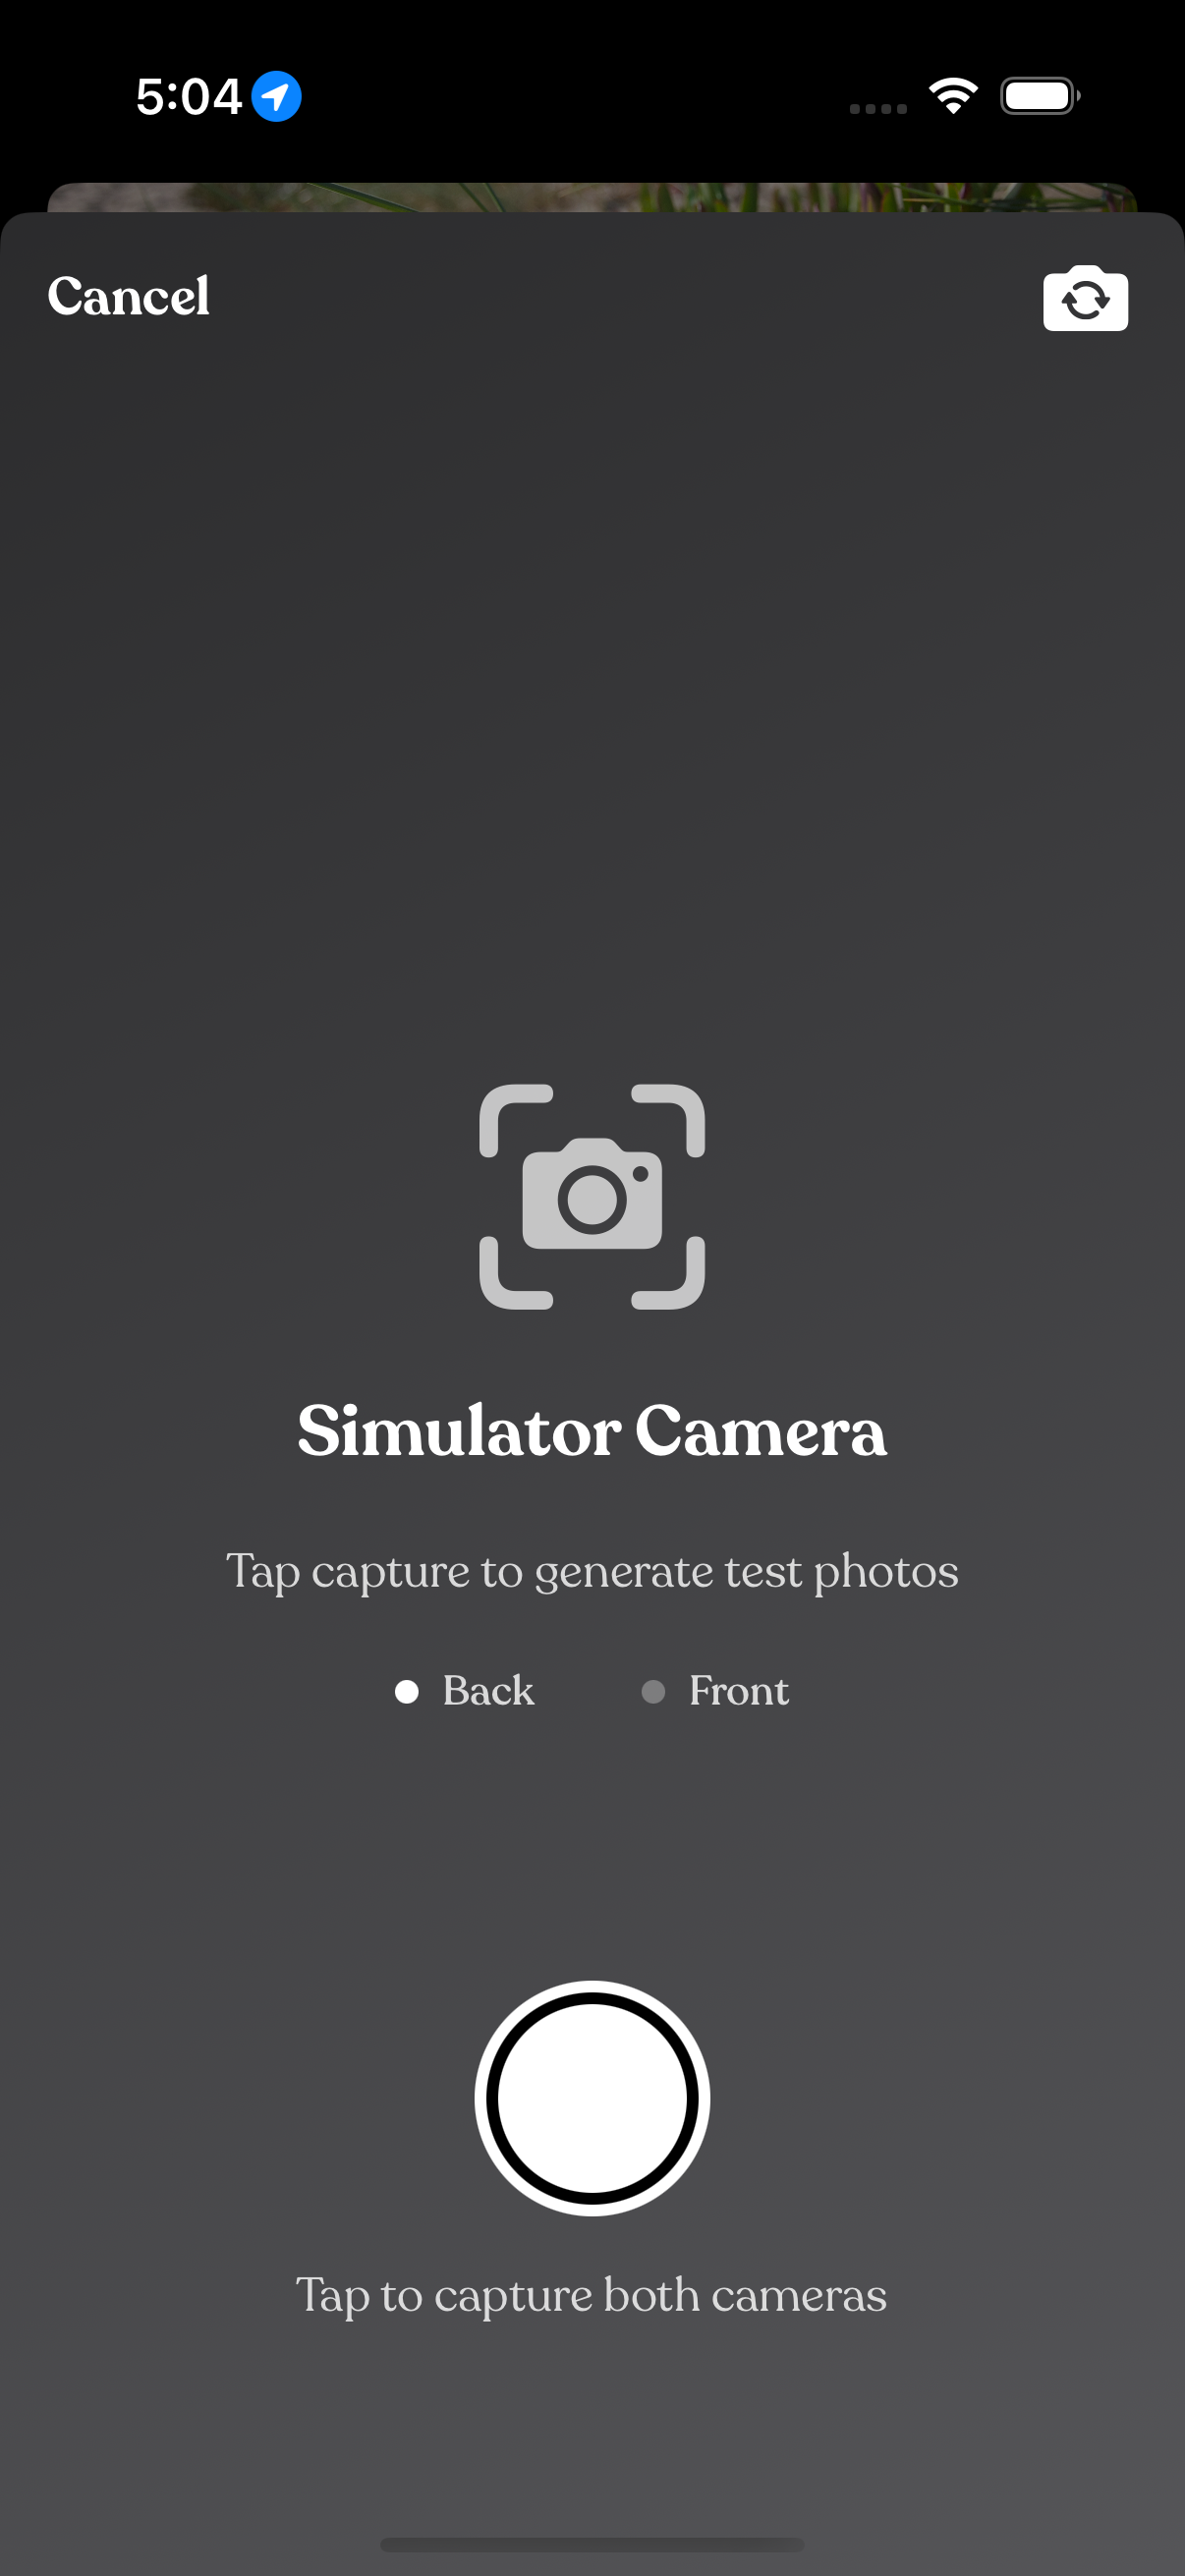 5:04
Cancel
Simulator Camera
Tap capture to generate test photos
Back Front
Tap to capture both cameras